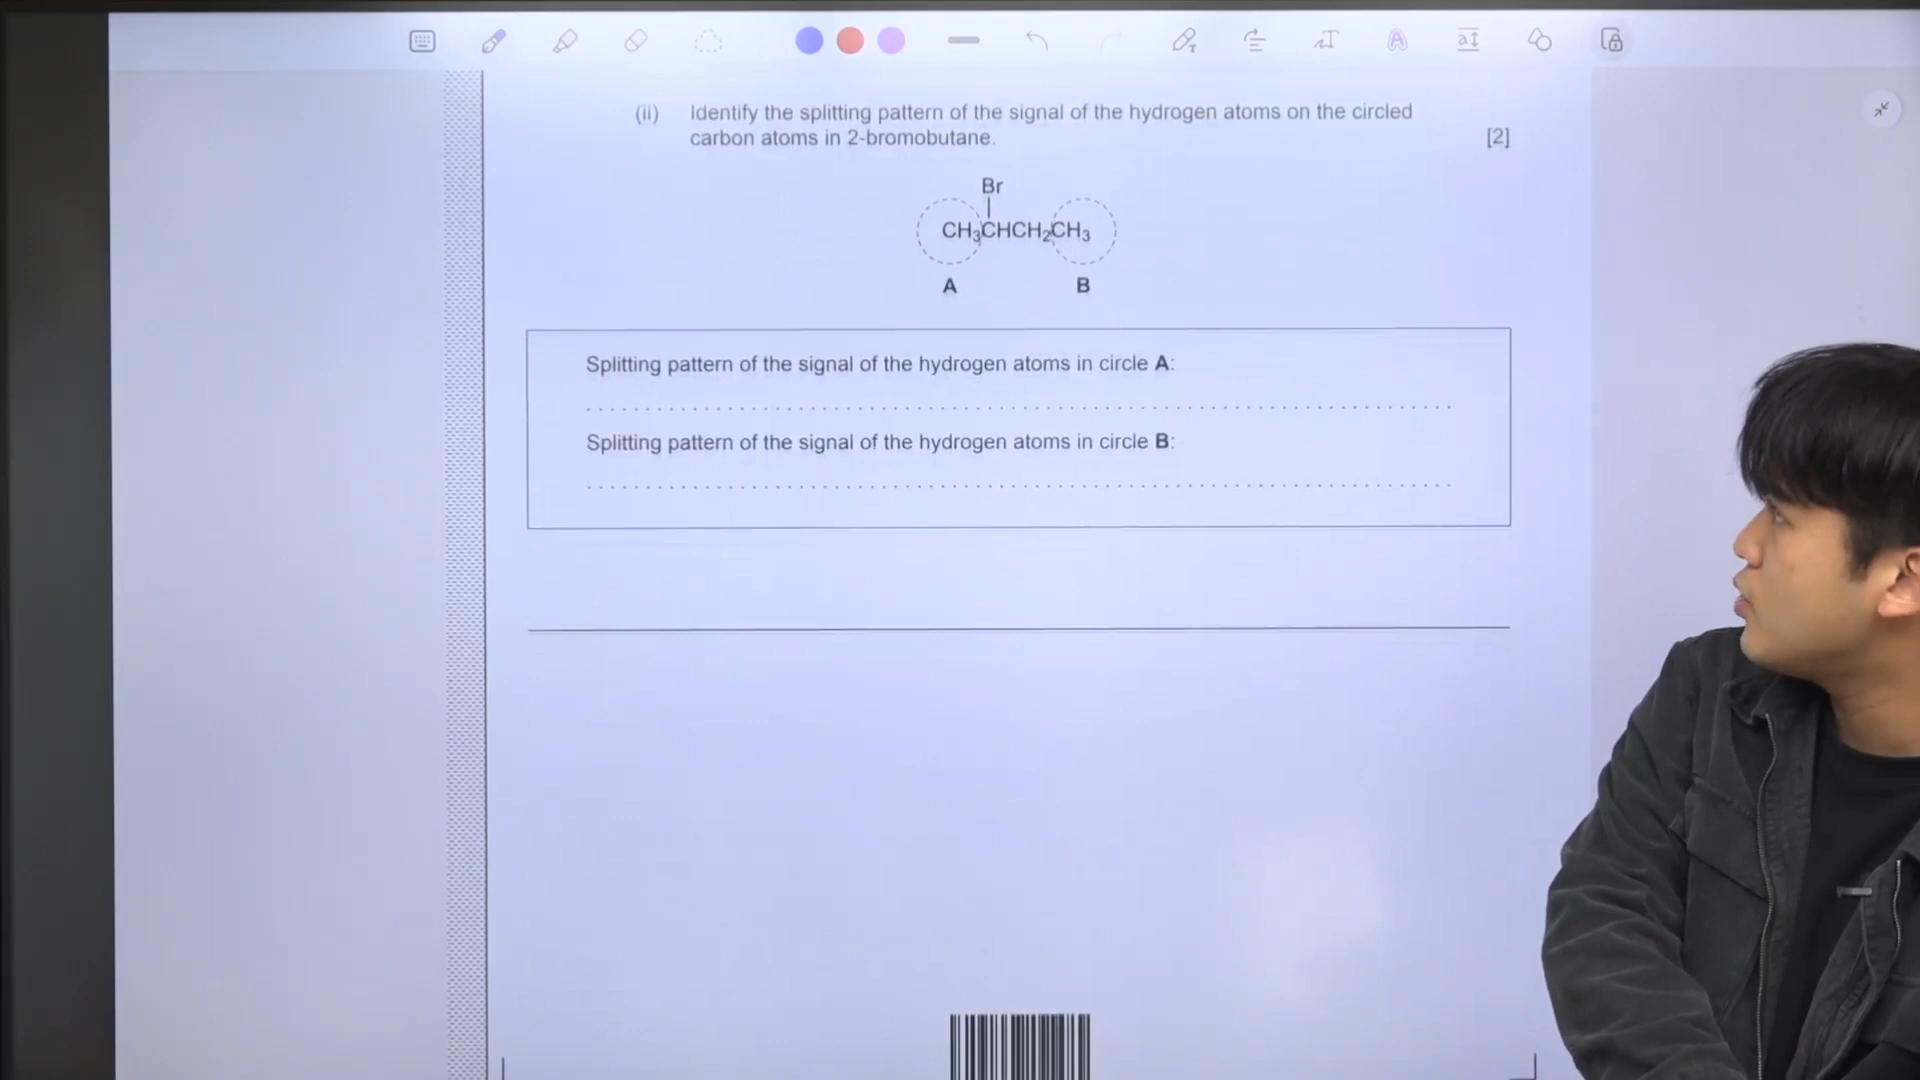 (ii) Identify the splitting pattern of the signal of the hydrogen atoms on the circled
carbon atoms in 2-bromobutane. [2]
Br
CH₃CHCH₂CH₃
A B
Splitting pattern of the signal of the hydrogen atoms in circle A:
Splitting pattern of the signal of the hydrogen atoms in circle B: